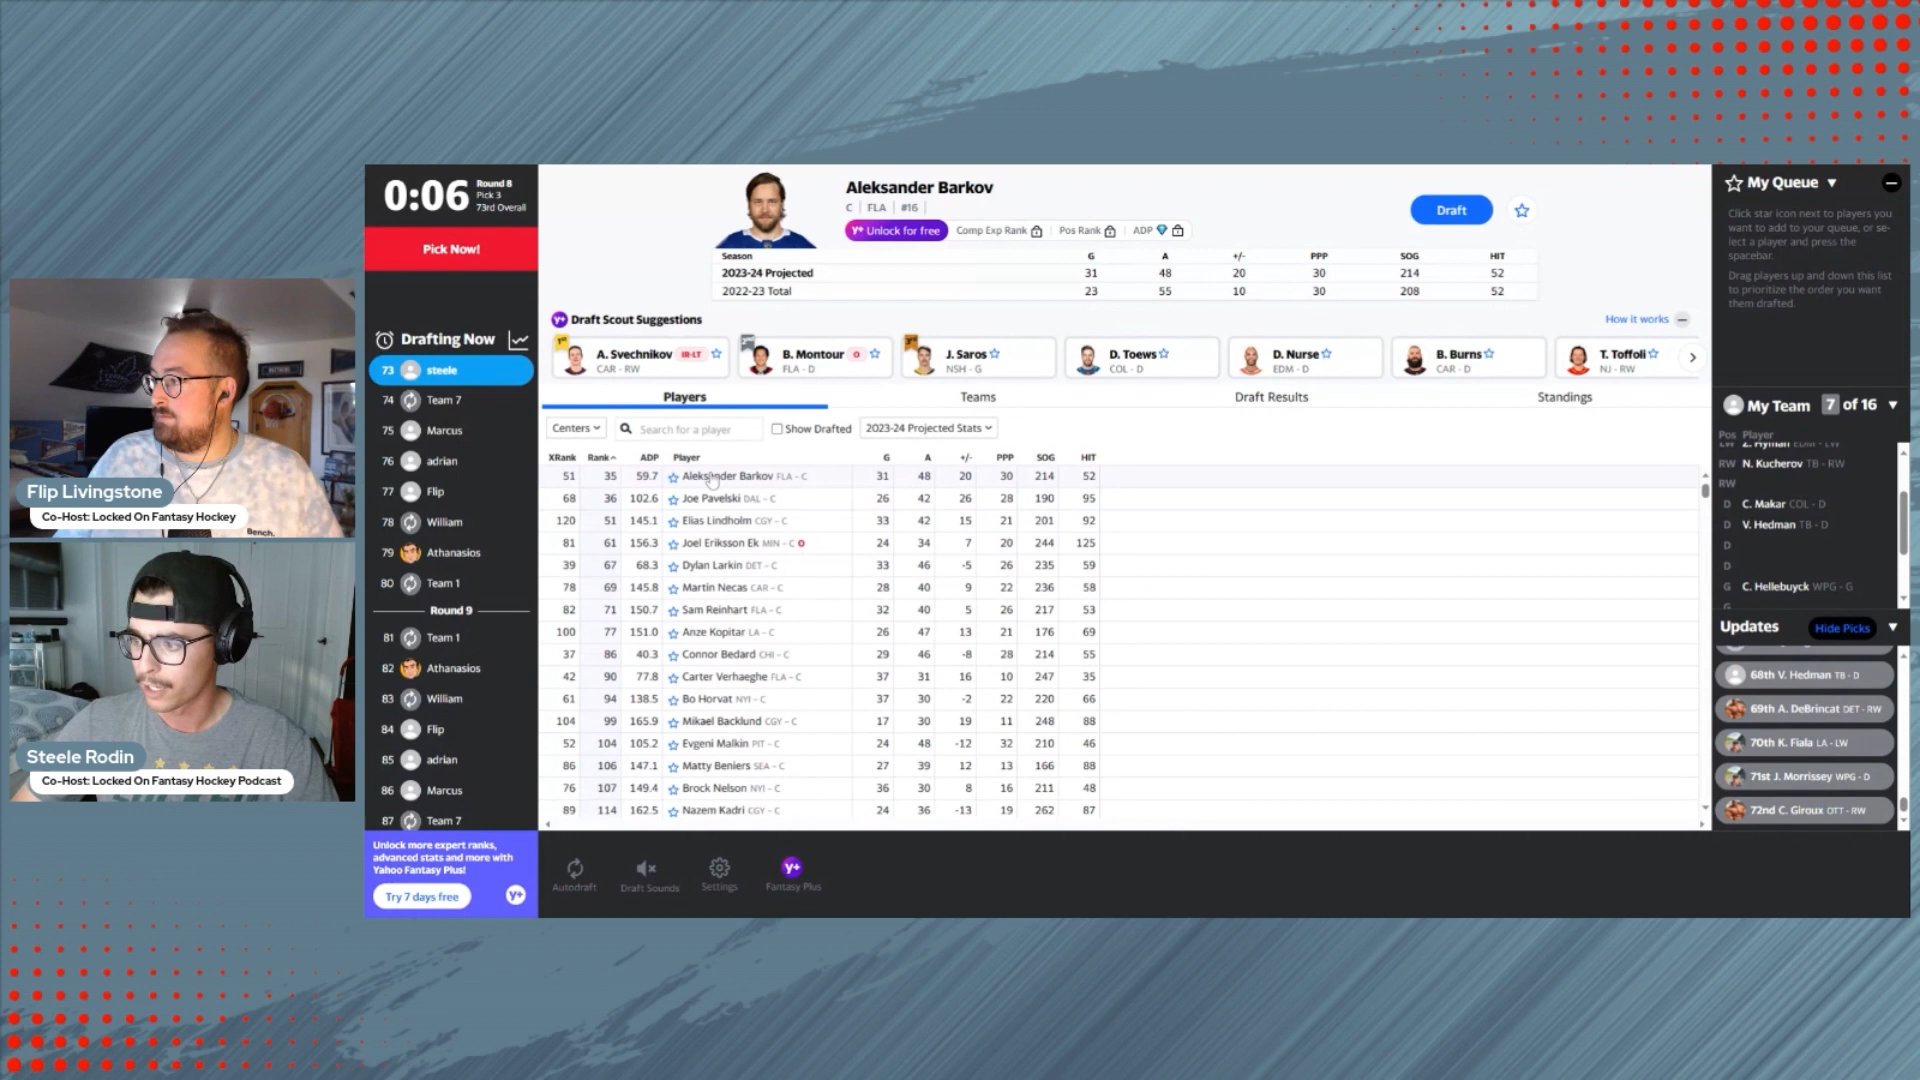 0:06
Round 8
Pick 3
73rd Overall
Pick Now!
Drafting Now
73 steele
74 Team 7
75 Marcus
76 adrian
77 Flip
78 William
79 Athanasios
80 Team 1
Round 9
81 Team 1
82 Athanasios
83 William
84 Flip
85 adrian
86 Marcus
87 Team 7
Unlock more expert ranks,
advanced stats and more with
Yahoo Fantasy Plus!
Try 7 days free
y+
Flip Livingstone
Co-Host: Locked On Fantasy Hockey
Bench.
Steele Rodin
Co-Host: Locked On Fantasy Hockey Podcast
Aleksander Barkov
C | FLA | #16 |
Y+ Unlock for free Comp Exp Rank | Pos Rank | ADP
Draft
Season G A +/- PPP SOG HIT
2023-24 Projected 31 48 20 30 214 52
2022-23 Total 23 55 10 30 208 52
y+ Draft Scout Suggestions
How it works
A. Svechnikov IR-LT
CAR - RW
B. Montour O
FLA - D
J. Saros
NSH - G
D. Toews
COL - D
D. Nurse
EDM - D
B. Burns
CAR - D
T. Toffoli
NJ - RW
Players Teams Draft Results Standings
Centers Search for a player Show Drafted 2023-24 Projected Stats
XRank Rank ADP Player G A +/- PPP SOG HIT
51 35 59.7 Aleksander Barkov FLA - C 31 48 20 30 214 52
68 36 102.6 Joe Pavelski DAL - C 26 42 26 28 190 95
120 51 145.1 Elias Lindholm CGY - C 33 42 15 21 201 92
81 61 156.3 Joel Eriksson Ek MIN - C O 24 34 7 20 244 125
39 67 68.3 Dylan Larkin DET - C 33 46 -5 26 235 59
78 69 145.8 Martin Necas CAR - C 28 40 9 22 236 58
82 71 150.7 Sam Reinhart FLA - C 32 40 5 26 217 53
100 77 151.0 Anze Kopitar LA - C 26 47 13 21 176 69
37 86 40.3 Connor Bedard CHI - C 29 46 -8 28 214 55
42 90 77.8 Carter Verhaeghe FLA - C 37 31 16 10 247 35
61 94 138.5 Bo Horvat NYI - C 37 30 -2 22 220 66
104 99 165.9 Mikael Backlund CGY - C 17 30 19 11 248 88
52 104 105.2 Evgeni Malkin PIT - C 24 48 -12 32 210 46
86 106 147.1 Matty Beniers SEA - C 27 39 12 13 166 88
76 107 149.4 Brock Nelson NYI - C 36 30 8 16 211 48
89 114 162.5 Nazem Kadri CGY - C 24 36 -13 19 262 87
Autodraft Draft Sounds Settings Fantasy Plus
y+
My Queue
Click star icon next to players you
want to add to your queue, or se-
lect a player and press the
spacebar.
Drag players up and down this list
to prioritize the order you want
them drafted.
My Team 7 of 16
Pos Player
LW Z. Hyman EDM - LW
RW N. Kucherov TB - RW
RW
D C. Makar COL - D
D V. Hedman TB - D
D
D
G C. Hellebuyck WPG - G
G
Updates Hide Picks
68th V. Hedman TB - D
69th A. DeBrincat DET - RW
70th K. Fiala LA - LW
71st J. Morrissey WPG - D
72nd C. Giroux OTT - RW